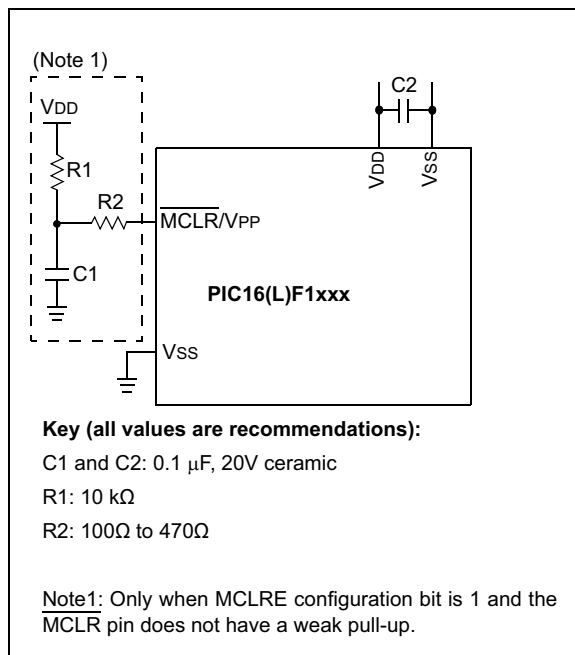 (Note 1)
C2
VDD
VDD
VSS
R1
R2
MCLR/VPP
C1
PIC16(L)F1xxx
VSS
Key (all values are recommendations):
C1 and C2: 0.1 μF, 20V ceramic
R1: 10 kΩ
R2: 100Ω to 470Ω
Note1: Only when MCLRE configuration bit is 1 and the
MCLR pin does not have a weak pull-up.